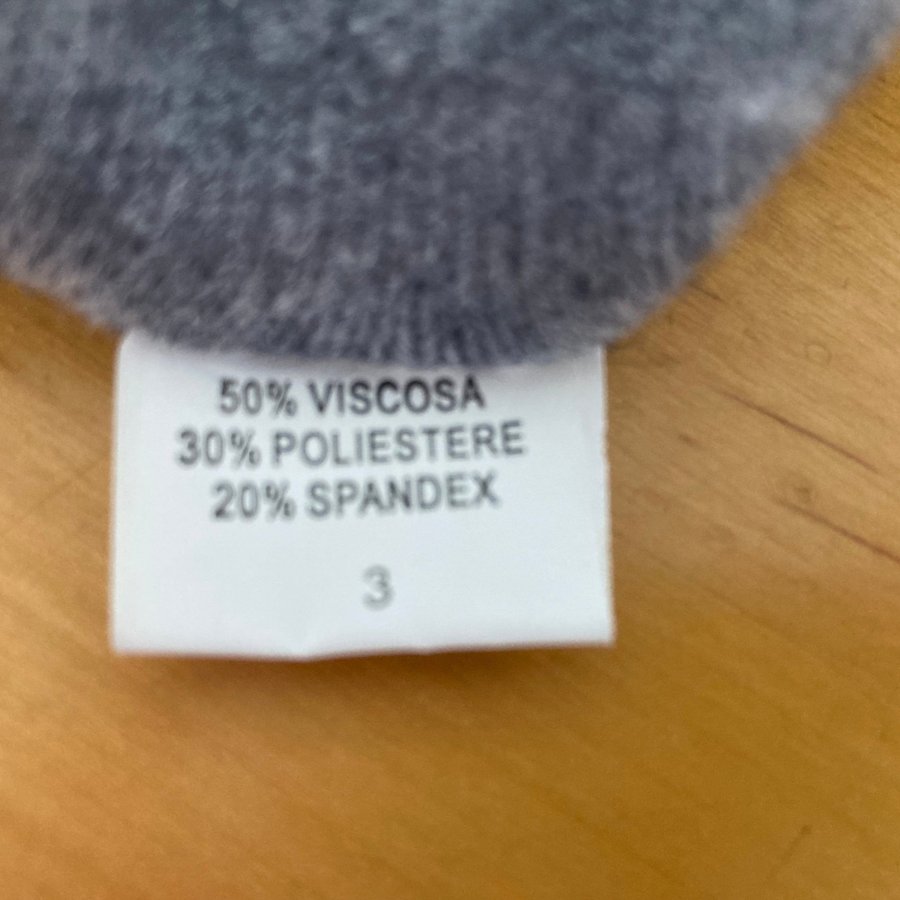 50% VISCOSA
30% POLIESTERE
20% SPANDEX
3